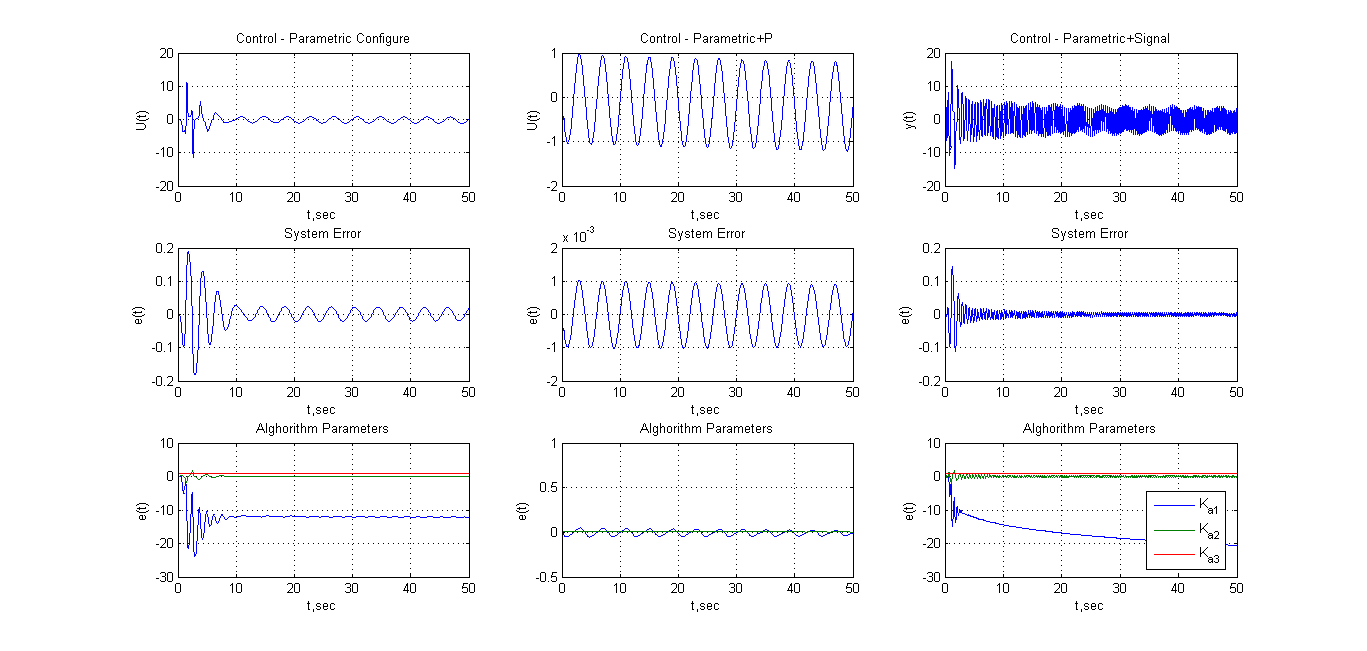 Control - Parametric Configure
20
10
0
-10
-20
U(t)
0 10 20 30 40 50
t,sec
Control - Parametric+P
1
0
-1
-2
U(t)
0 10 20 30 40 50
t,sec
Control - Parametric+Signal
20
10
0
-10
-20
y(t)
0 10 20 30 40 50
t,sec
System Error
0.2
0.1
0
-0.1
-0.2
e(t)
0 10 20 30 40 50
t,sec
System Error
x 10^-3
2
1
0
-1
-2
e(t)
0 10 20 30 40 50
t,sec
System Error
0.2
0.1
0
-0.1
-0.2
e(t)
0 10 20 30 40 50
t,sec
Alghorithm Parameters
10
0
-10
-20
-30
e(t)
0 10 20 30 40 50
t,sec
Alghorithm Parameters
1
0.5
0
-0.5
e(t)
0 10 20 30 40 50
t,sec
Alghorithm Parameters
10
0
-10
-20
-30
e(t)
K_a1
K_a2
K_a3
0 10 20 30 40 50
t,sec